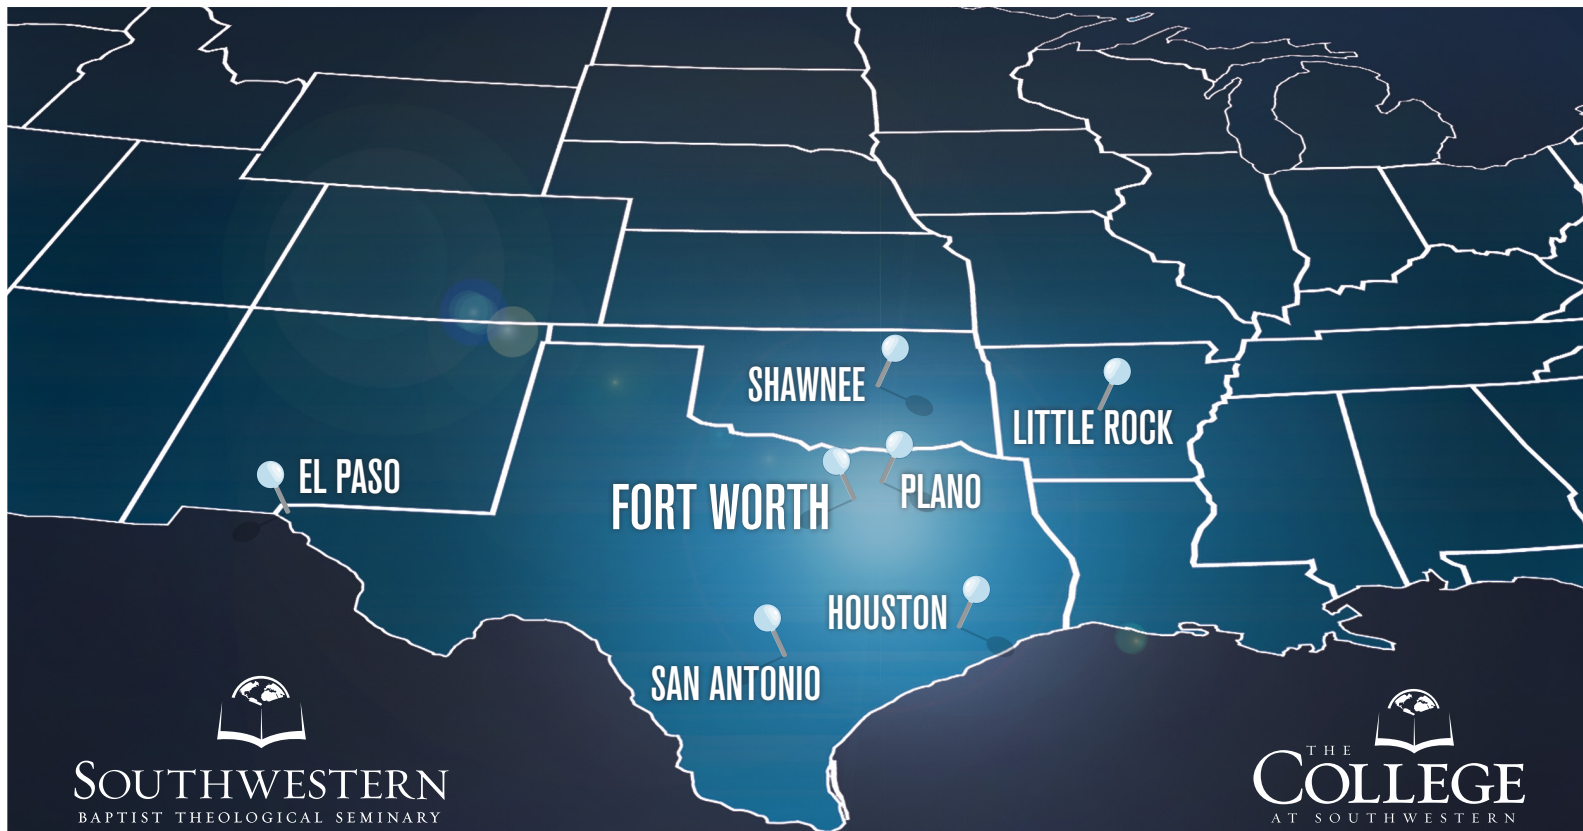 SHAWNEE
LITTLE ROCK
EL PASO
FORT WORTH
PLANO
HOUSTON
SAN ANTONIO
SOUTHWESTERN
BAPTIST THEOLOGICAL SEMINARY
THE
COLLEGE
AT SOUTHWESTERN